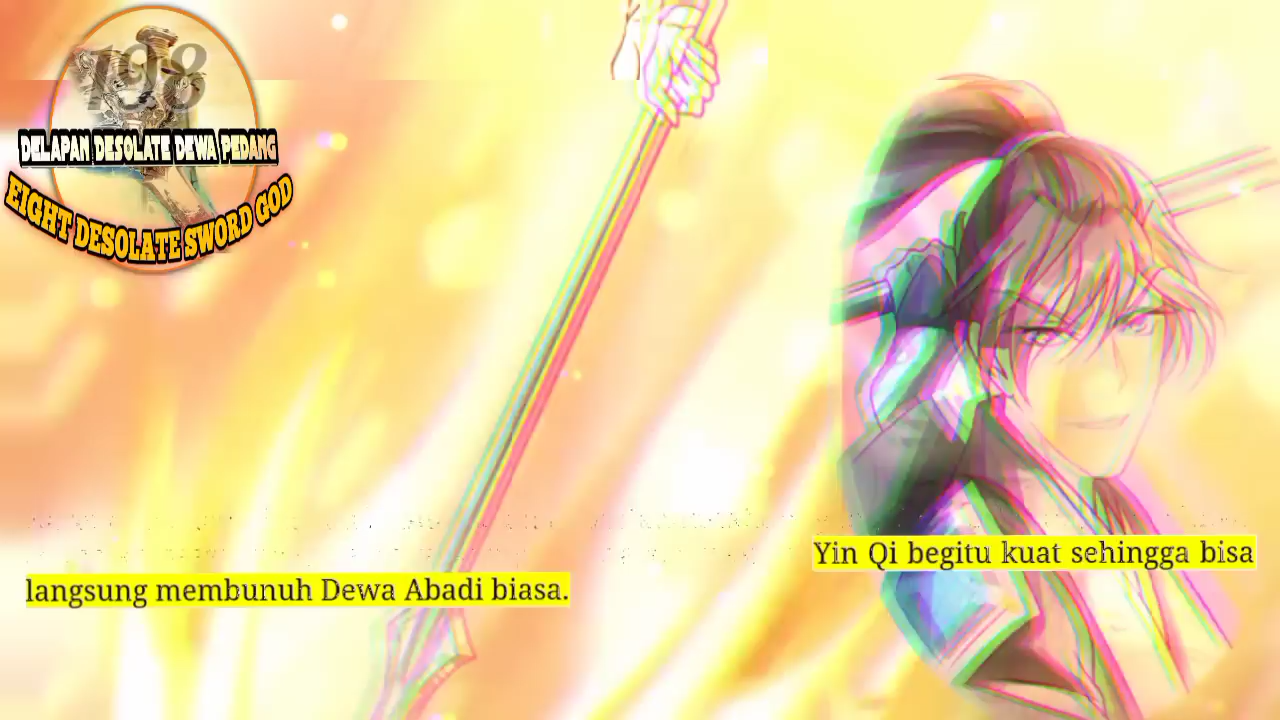 798
DELAPAN DESOLATE DEWA PEDANG
EIGHT DESOLATE SWORD GOD
Yin Qi begitu kuat sehingga bisa
langsung membunuh Dewa Abadi biasa.